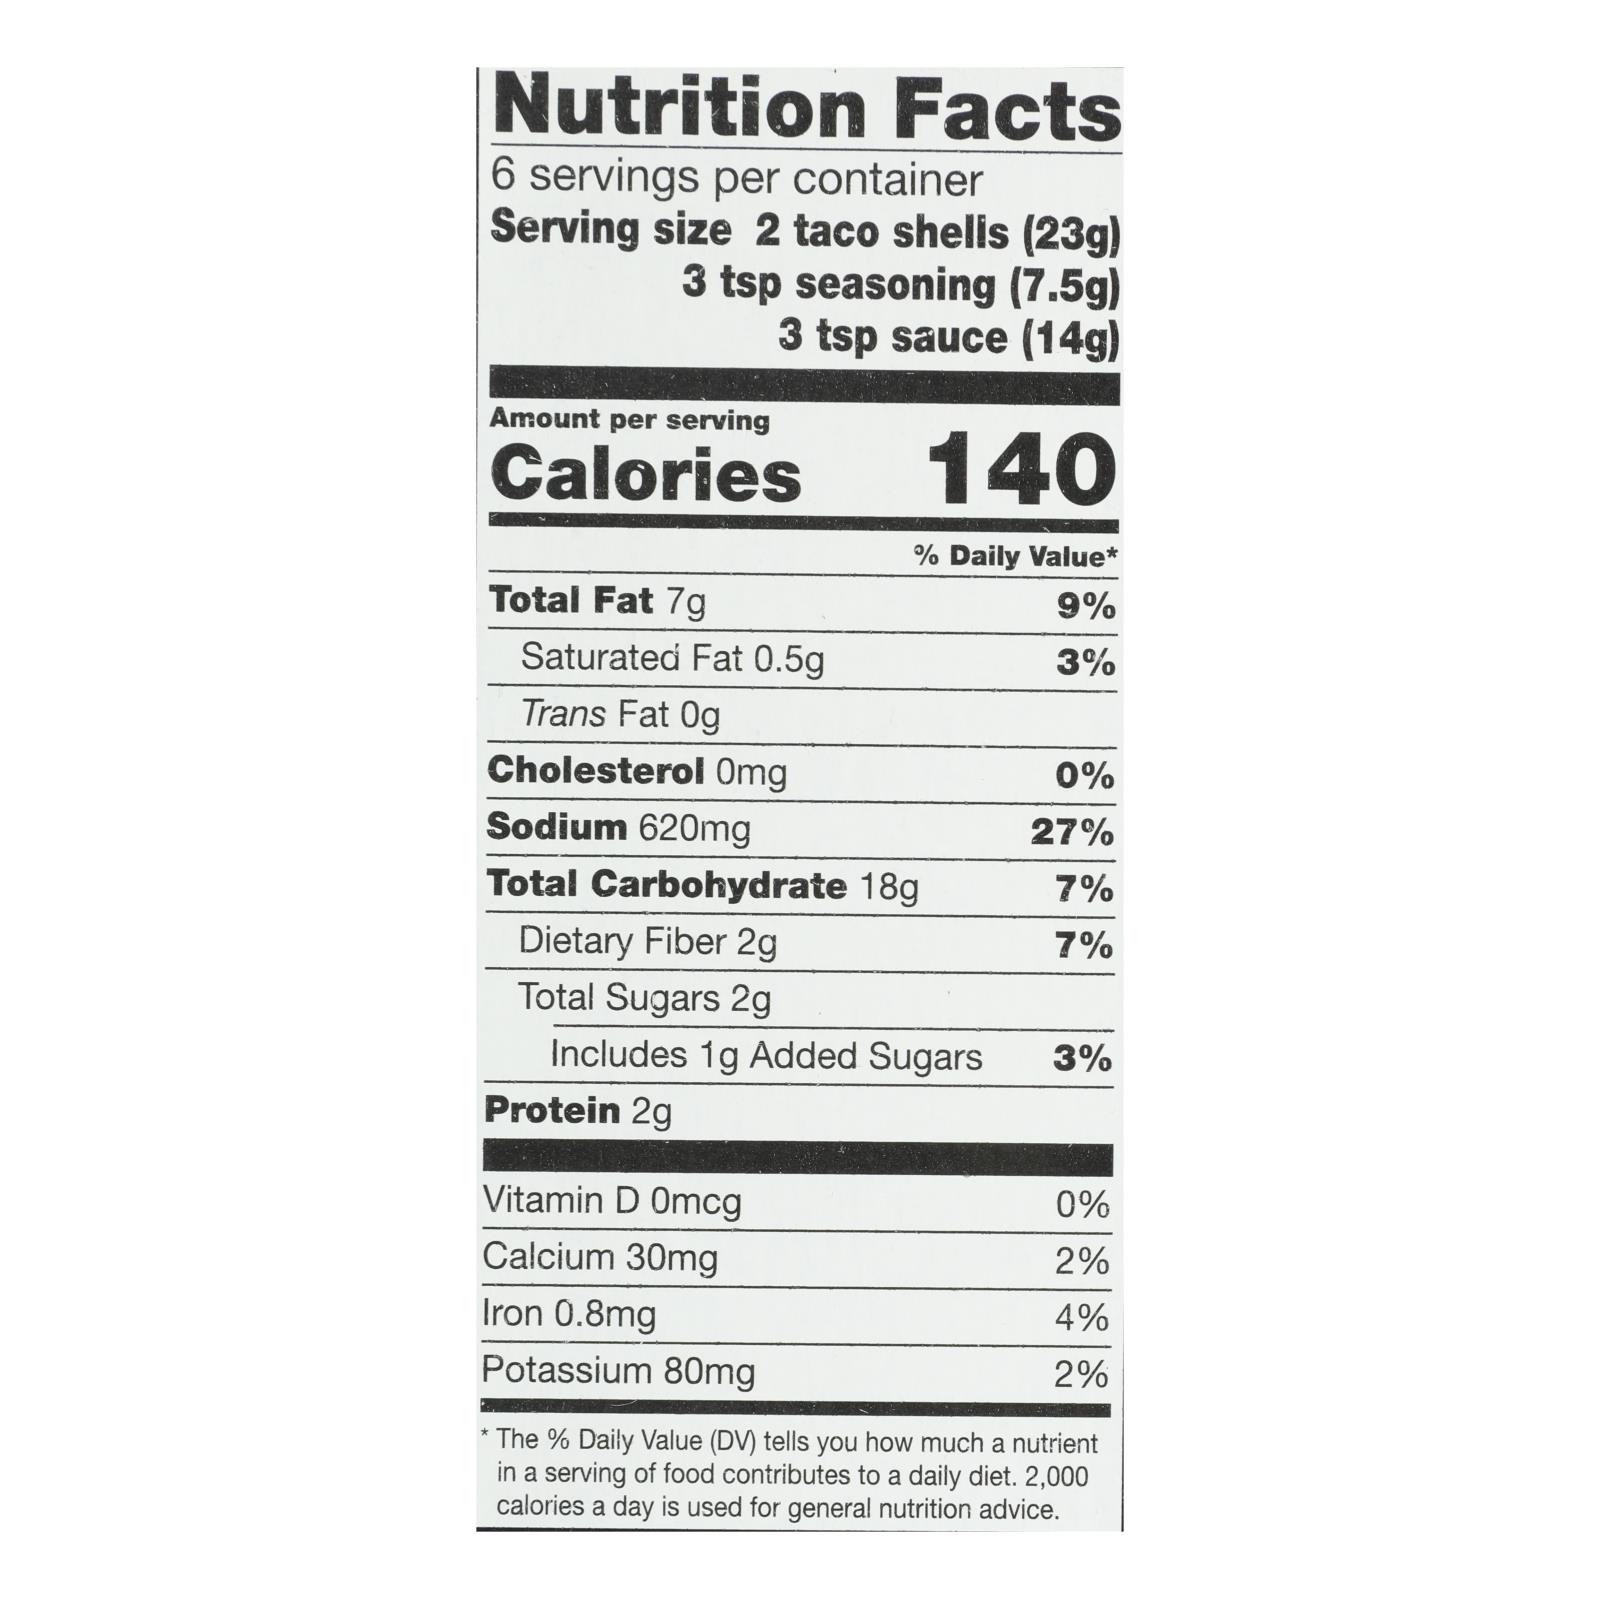 Nutrition Facts
6 servings per container
Serving size 2 taco shells (23g)
3 tsp seasoning (7.5g)
3 tsp sauce (14g)
Amount per serving
Calories 140
% Daily Value*
Total Fat 7g 9%
Saturated Fat 0.5g 3%
Trans Fat 0g
Cholesterol 0mg 0%
Sodium 620mg 27%
Total Carbohydrate 18g 7%
Dietary Fiber 2g 7%
Total Sugars 2g
Includes 1g Added Sugars 3%
Protein 2g
Vitamin D 0mcg 0%
Calcium 30mg 2%
Iron 0.8mg 4%
Potassium 80mg 2%
* The % Daily Value (DV) tells you how much a nutrient
in a serving of food contributes to a daily diet. 2,000
calories a day is used for general nutrition advice.